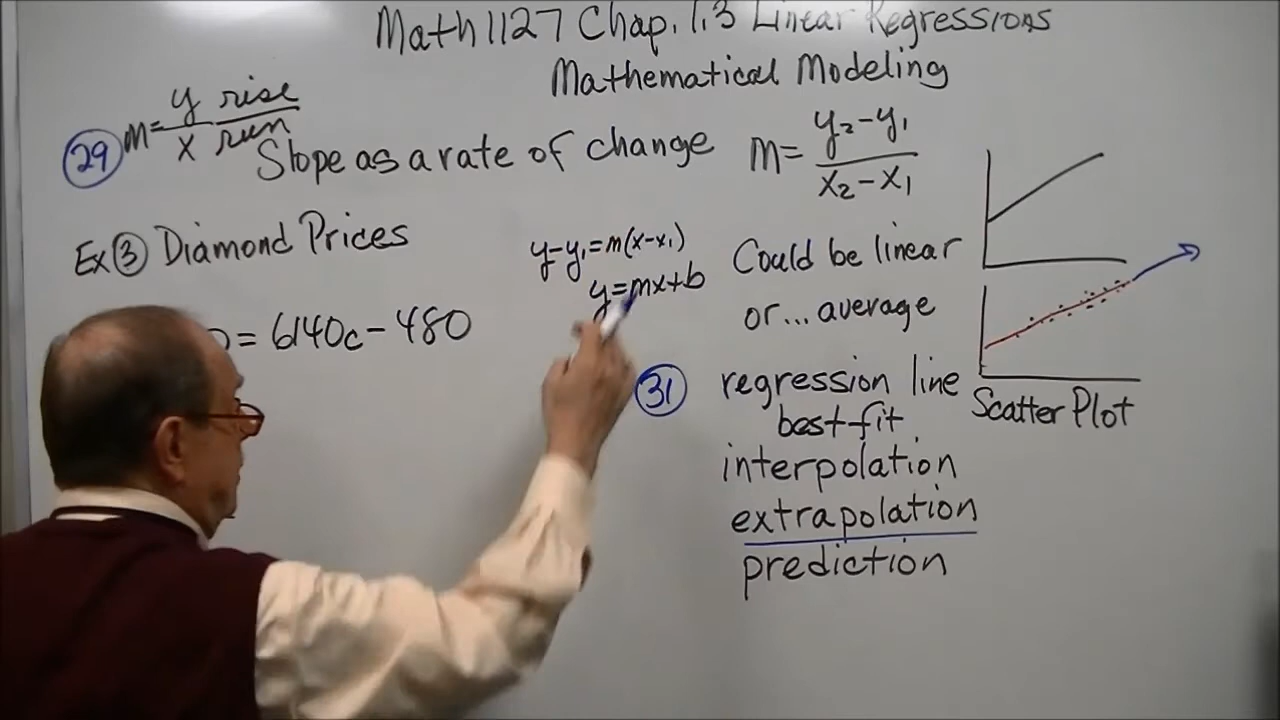 Math 1127 Chap. 1.3 Linear Regressions
Mathematical Modeling
29 m= y/x rise/run
Slope as a rate of change m= y₂-y₁/x₂-x₁
Ex ③ Diamond Prices
y-y₁=m(x-x₁)
y=mx+b
= 6140c-480
Could be linear
or... average
31 regression line
best-fit
Scatter Plot
interpolation
extrapolation
prediction